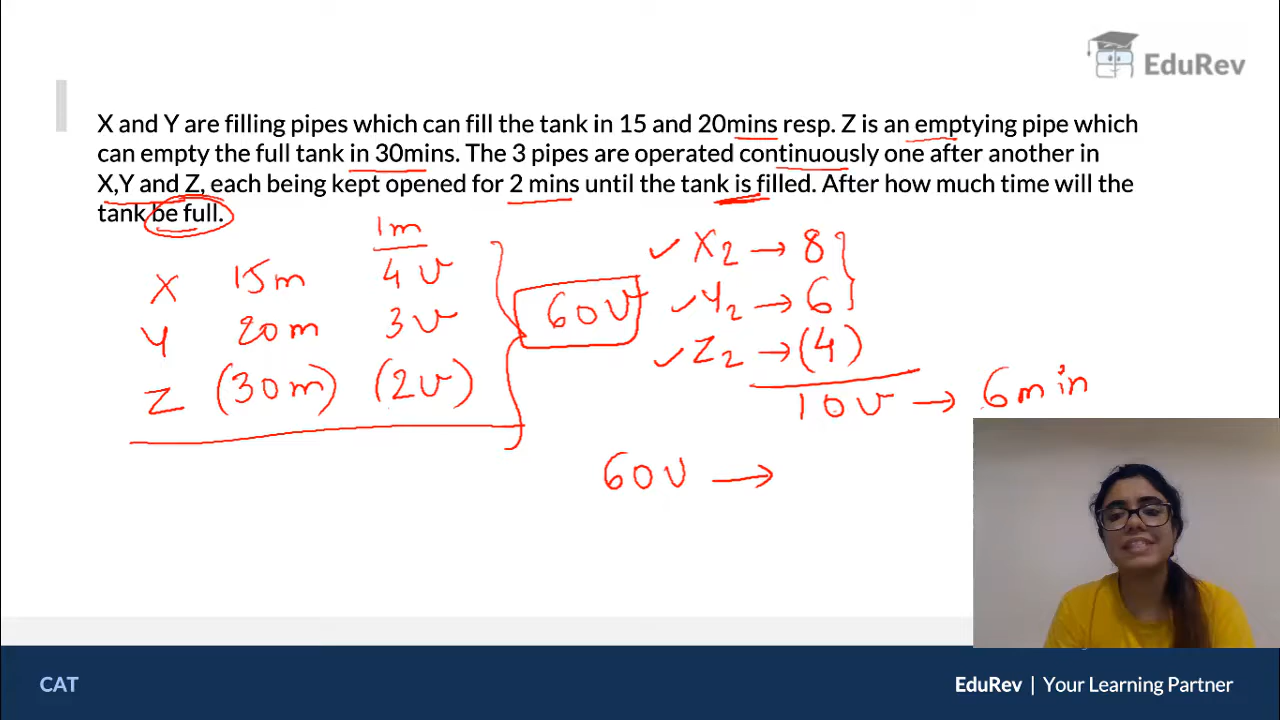 EduRev
X and Y are filling pipes which can fill the tank in 15 and 20mins resp. Z is an emptying pipe which
can empty the full tank in 30mins. The 3 pipes are operated continuously one after another in
X,Y and Z, each being kept opened for 2 mins until the tank is filled. After how much time will the
tank be full.
1m
X 15m 4v
Y 20m 3v
Z (30m) (2v)
60v
X2 → 8
Y2 → 6
Z2 → (4)
10v → 6min
60v →
CAT
EduRev | Your Learning Partner